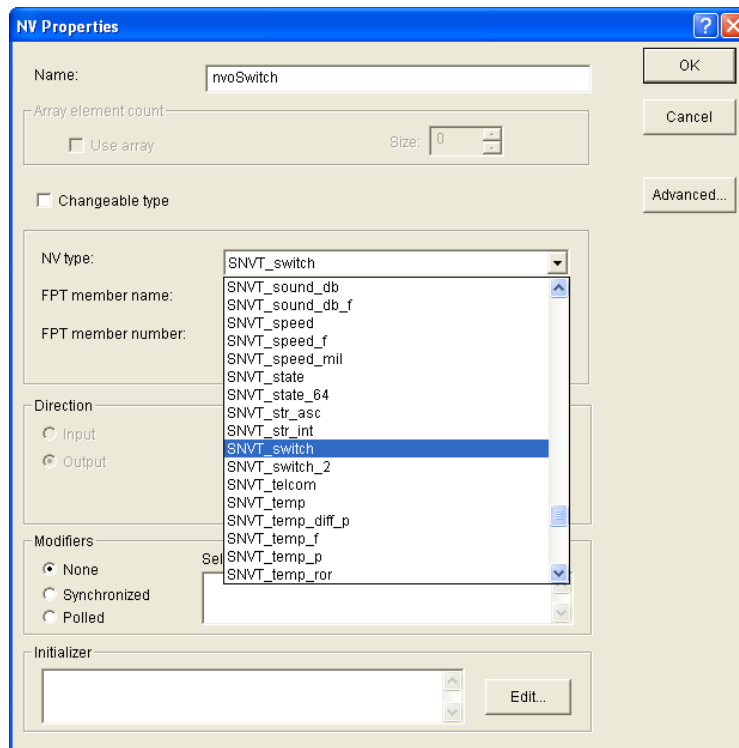 NV Properties
Name: nvoSwitch OK
Array element count Cancel
Use array Size: 0
Changeable type Advanced...
NV type: SNVT_switch
SNVT_sound_db
FPT member name: SNVT_sound_db_f
SNVT_speed
FPT member number: SNVT_speed_f
SNVT_speed_mil
SNVT_state
SNVT_state_64
Direction SNVT_str_asc
Input SNVT_str_int
SNVT_switch
Output SNVT_switch_2
SNVT_telcom
SNVT_temp
SNVT_temp_diff_p
Modifiers SNVT_temp_f
None Sel SNVT_temp_p
SNVT_temp_ror
Synchronized
Polled
Initializer
Edit...